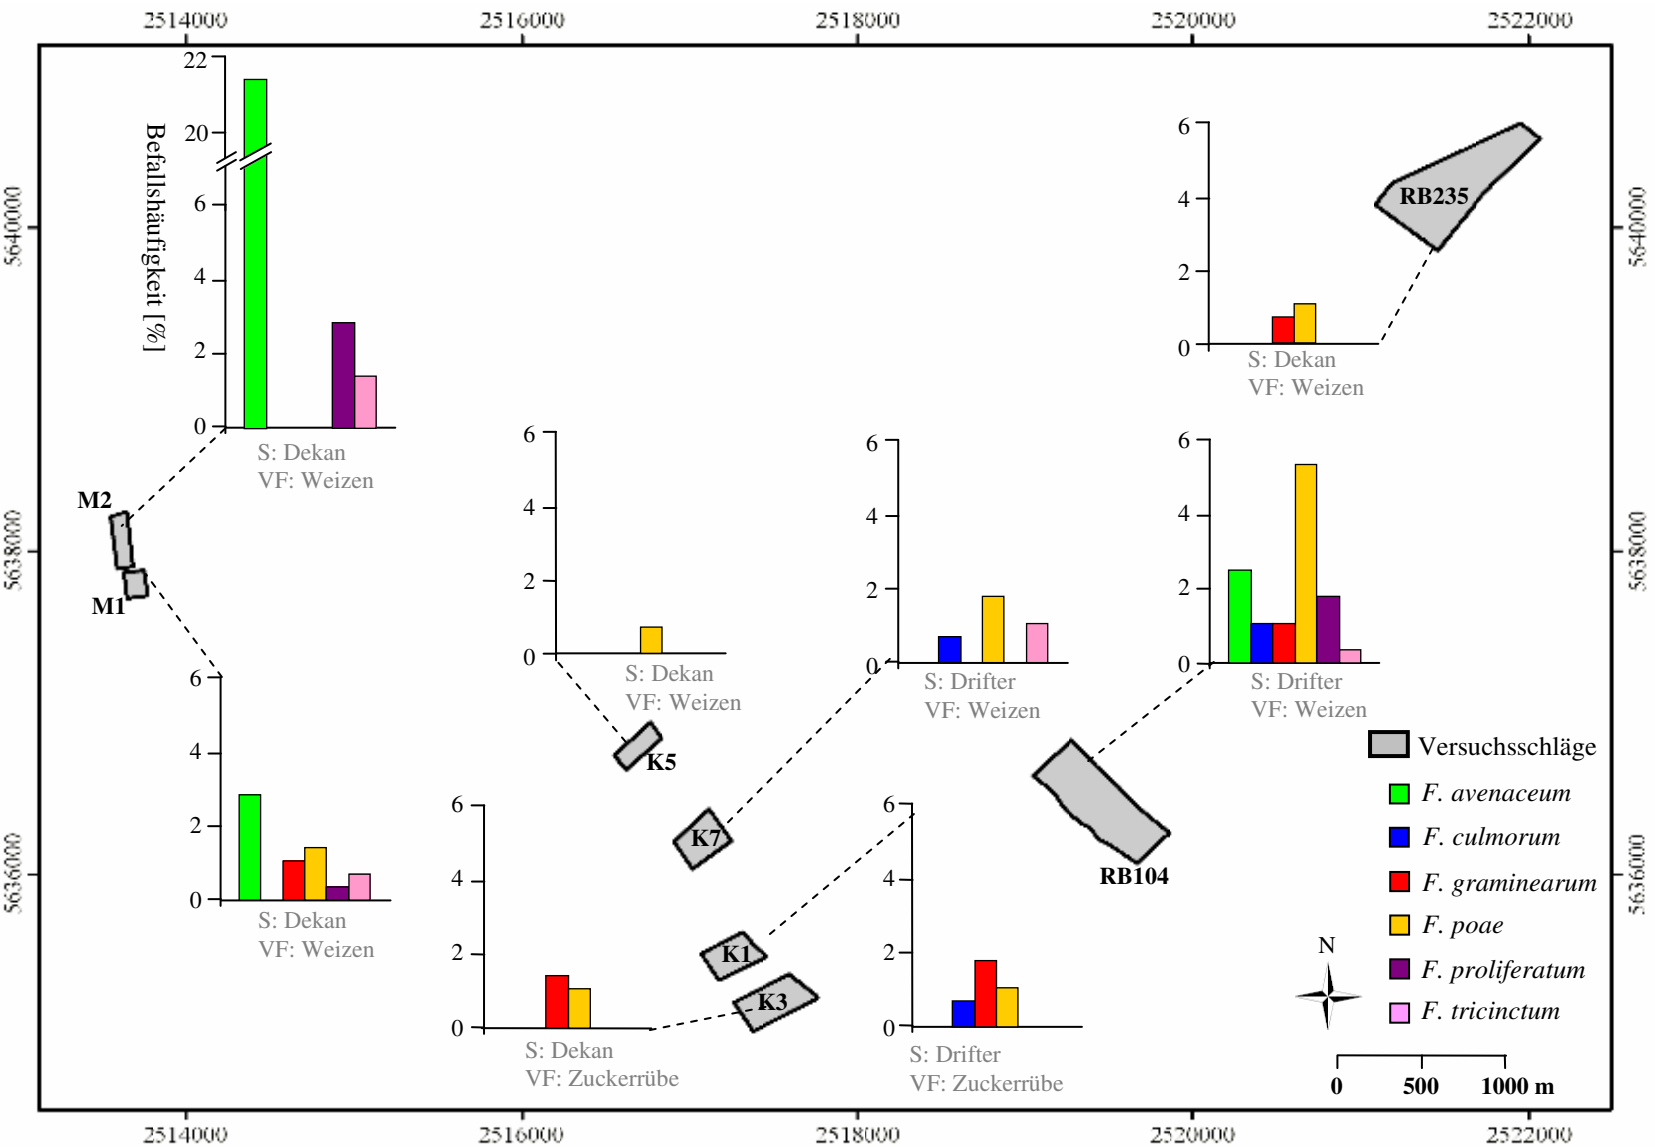 2514000 2516000 2518000 2520000 2522000
5640000
5638000
5636000
Befallshäufigkeit [%]
22
20
6
4
2
0
S: Dekan
VF: Weizen
M2
M1
6
4
2
0
S: Dekan
VF: Weizen
6
4
2
0
S: Dekan
VF: Weizen
K5
6
4
2
0
S: Drifter
VF: Weizen
K7
6
4
2
0
S: Dekan
VF: Weizen
RB235
6
4
2
0
S: Drifter
VF: Weizen
RB104
6
4
2
0
S: Dekan
VF: Zuckerrübe
K3
6
4
2
0
S: Drifter
VF: Zuckerrübe
K1
Versuchsschläge
F. avenaceum
F. culmorum
F. graminearum
F. poae
F. proliferatum
F. tricinctum
N
0 500 1000 m
5640000
5638000
5636000
2514000 2516000 2518000 2520000 2522000